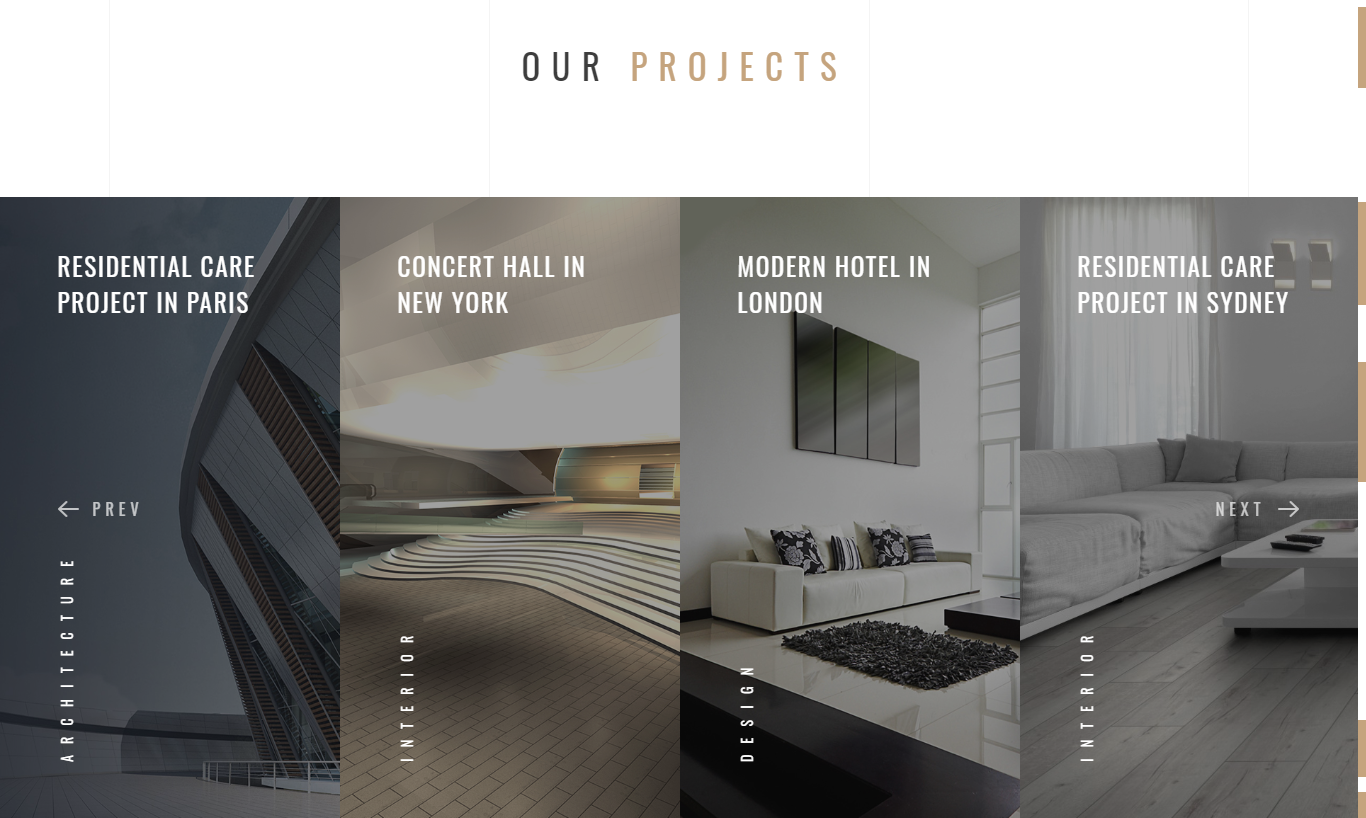 OUR PROJECTS
RESIDENTIAL CARE
PROJECT IN PARIS
CONCERT HALL IN
NEW YORK
MODERN HOTEL IN
LONDON
RESIDENTIAL CARE
PROJECT IN SYDNEY
PREV
NEXT
ARCHITECTURE
INTERIOR
DESIGN
INTERIOR